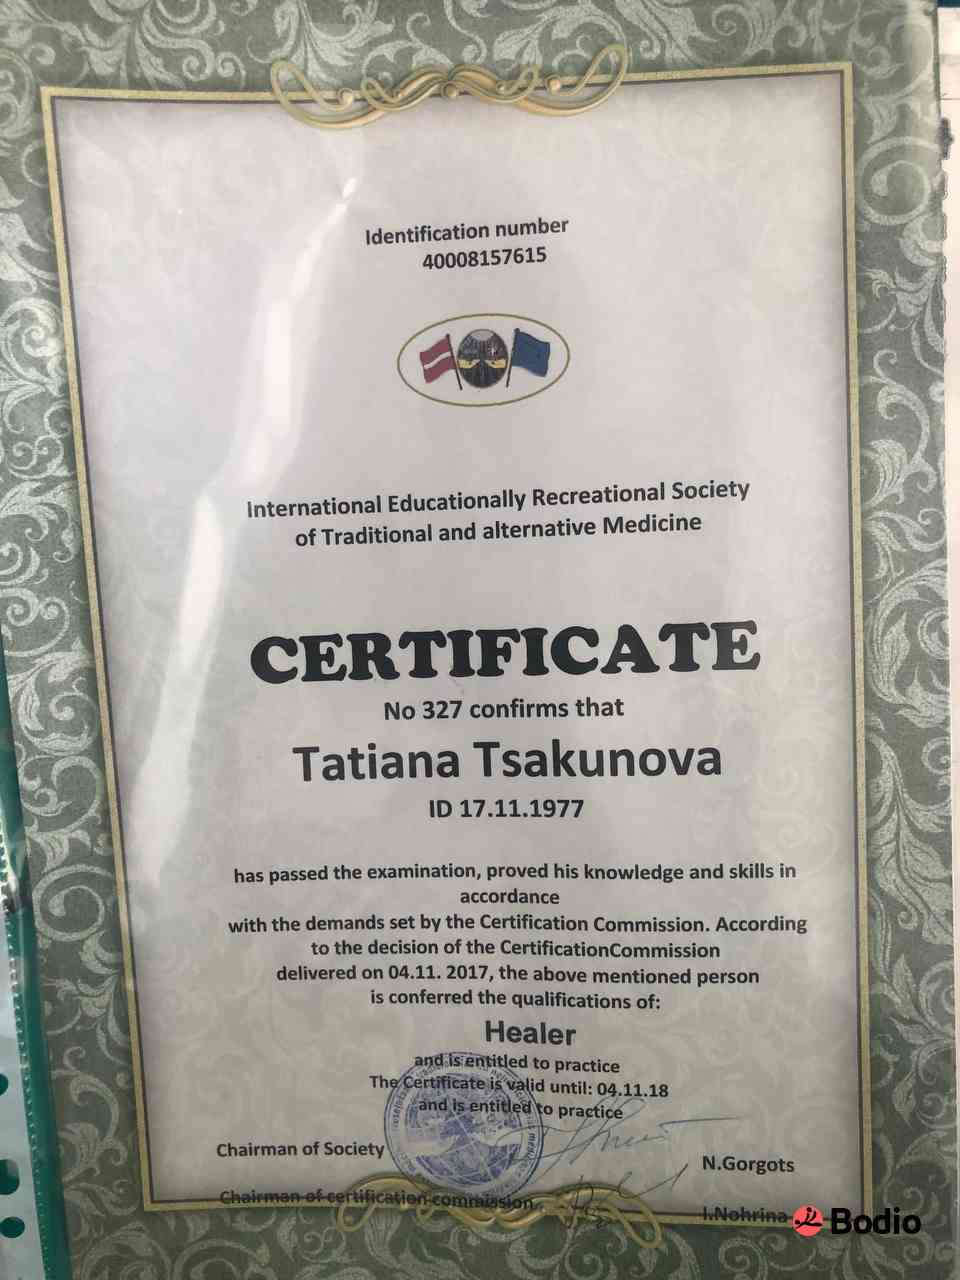 Identification number
40008157615
International Educationally Recreational Society
of Traditional and alternative Medicine
CERTIFICATE
No 327 confirms that
Tatiana Tsakunova
ID 17.11.1977
has passed the examination, proved his knowledge and skills in
accordance
with the demands set by the Certification Commission. According
to the decision of the CertificationCommission
delivered on 04.11. 2017, the above mentioned person
is conferred the qualifications of:
Healer
and is entitled to practice
The Certificate is valid until: 04.11.18
and is entitled to practice
Chairman of Society
N.Gorgots
Chairman of certification commission
I.Nohrina
Bodio